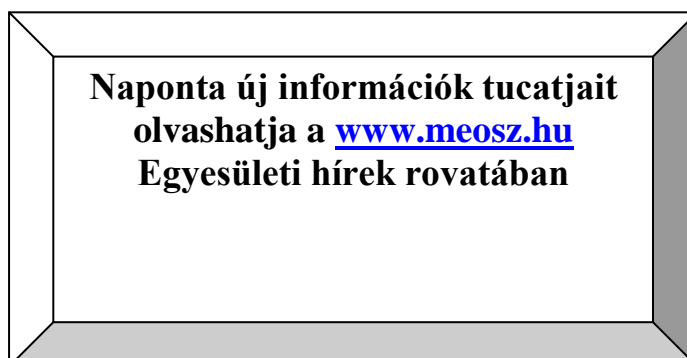 Naponta új információk tucatjait
olvashatja a www.meosz.hu
Egyesületi hírek rovatában